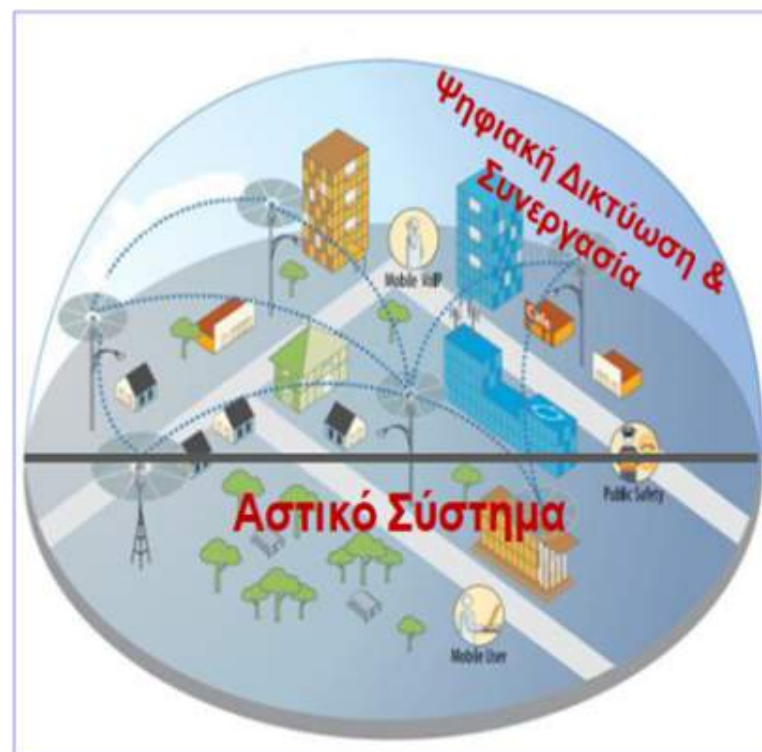 Ψηφιακή Δικτύωση &
Συνεργασία
Mobile VoIP
Public Safety
Αστικό Σύστημα
Mobile User